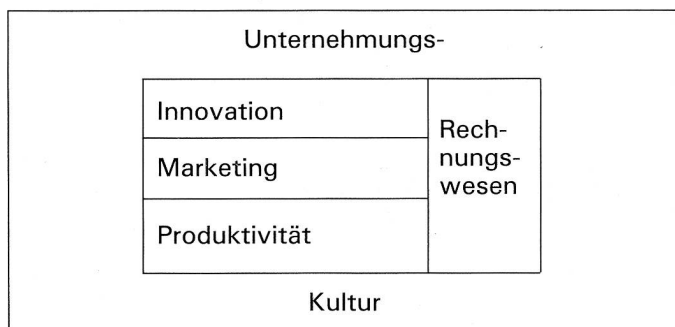 Unternehmungs-
Innovation
Marketing
Produktivität
Rech-
nungs-
wesen
Kultur